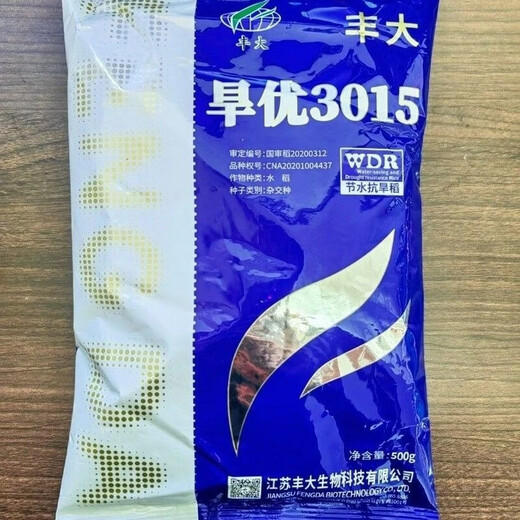 丰大
丰大
旱优3015
审定编号:国审稻20200312
品种权号:CNA20201004437
作物种类:水 稻
种子类别:杂交种
WDR
Water-saving and
Drought resistance Rice
节水抗旱稻
FENGDA
净含量:500g
江苏丰大生物科技有限公司
JIANGSU FENGDA BIOTECHNOLOGY CO.,LTD.